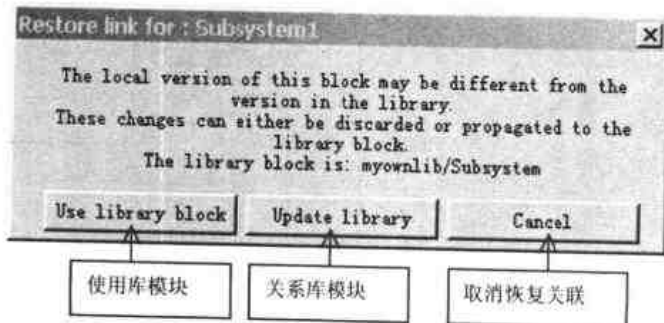 Restore link for : Subsystem1
The local version of this block may be different from the
version in the library.
These changes can either be discarded or propagated to the
library block.
The library block is: myownlib/Subsystem
Use library block
Update library
Cancel
使用库模块
关系库模块
取消恢复关联